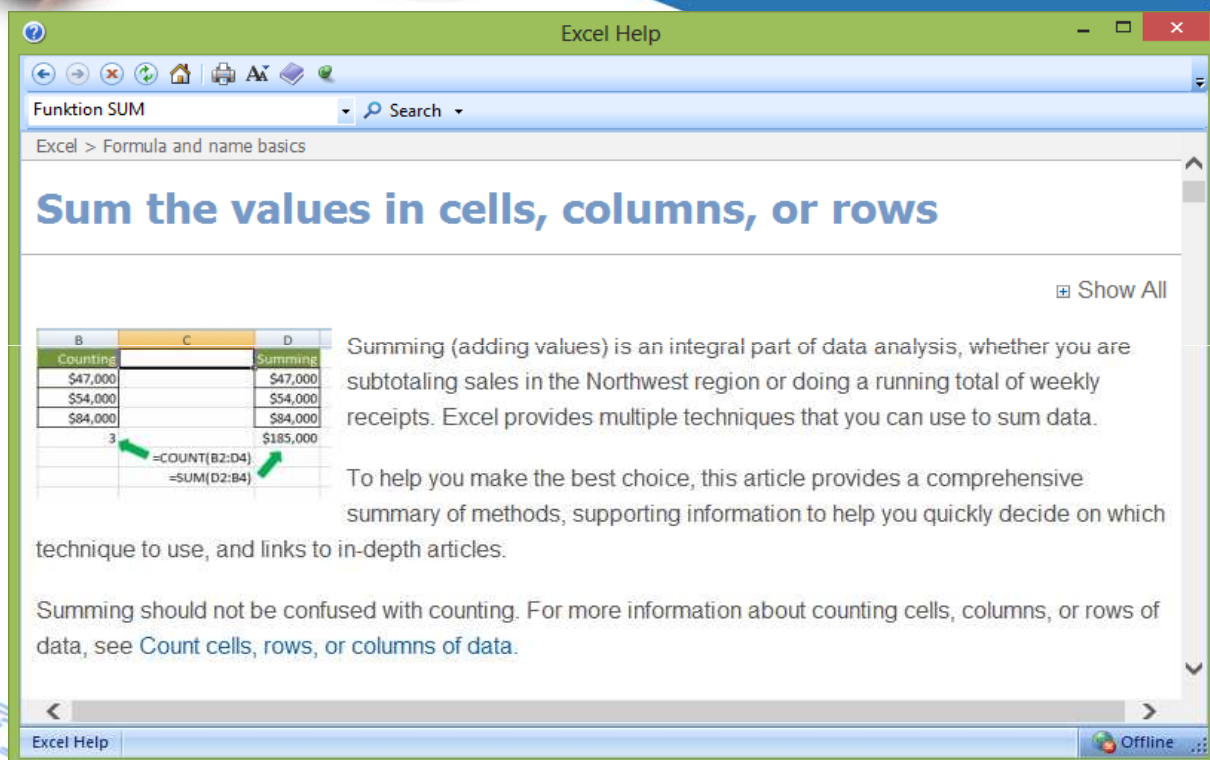 Excel Help
Funktion SUM
Search
Excel > Formula and name basics
Sum the values in cells, columns, or rows
Show All
B C D
Counting Summing
$47,000 $47,000
$54,000 $54,000
$84,000 $84,000
3 $185,000
=COUNT(B2:D4)
=SUM(D2:B4)
Summing (adding values) is an integral part of data analysis, whether you are
subtotaling sales in the Northwest region or doing a running total of weekly
receipts. Excel provides multiple techniques that you can use to sum data.
To help you make the best choice, this article provides a comprehensive
summary of methods, supporting information to help you quickly decide on which
technique to use, and links to in-depth articles.
Summing should not be confused with counting. For more information about counting cells, columns, or rows of
data, see Count cells, rows, or columns of data.
Excel Help
Offline